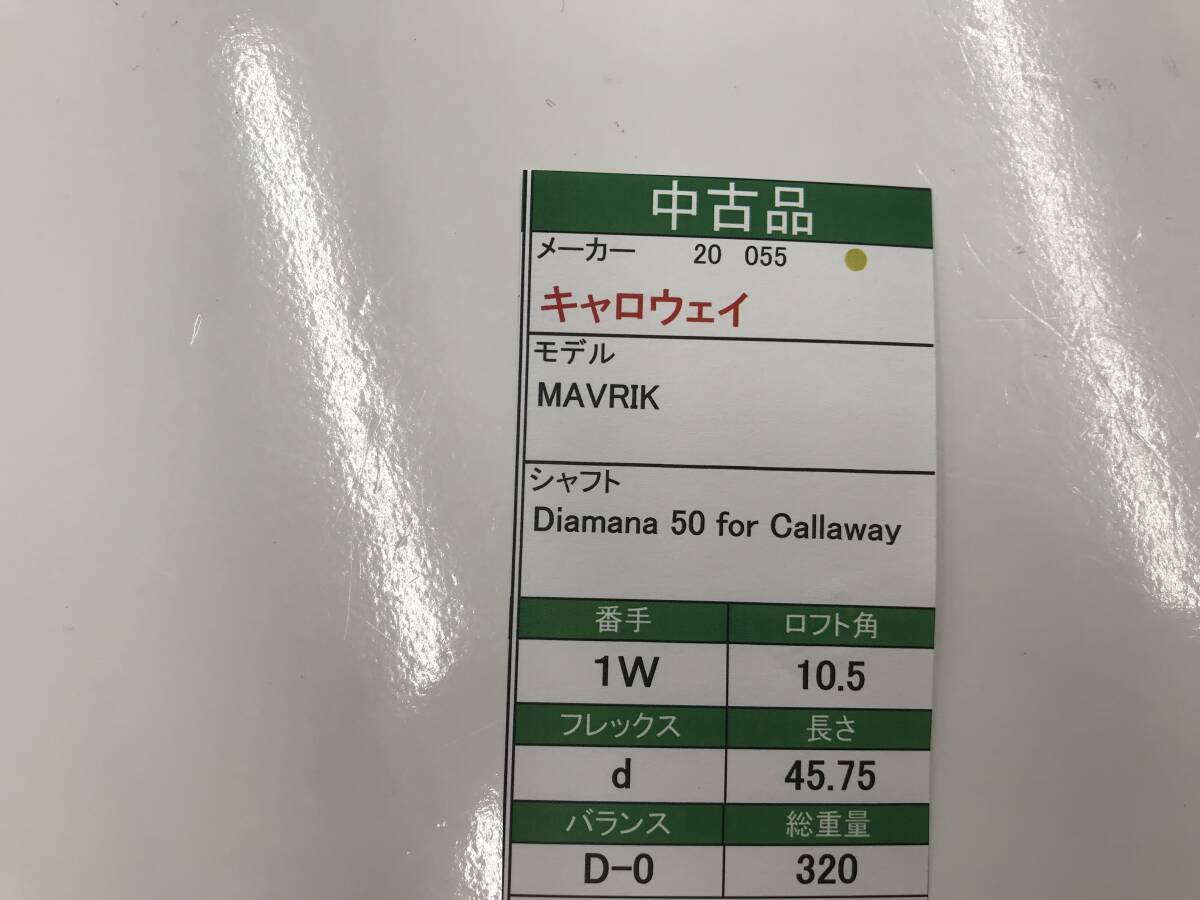 中古品
メーカー 20 055
キャロウェイ
モデル
MAVRIK
シャフト
Diamana 50 for Callaway
番手 ロフト角
1W 10.5
フレックス 長さ
d 45.75
バランス 総重量
D-0 320